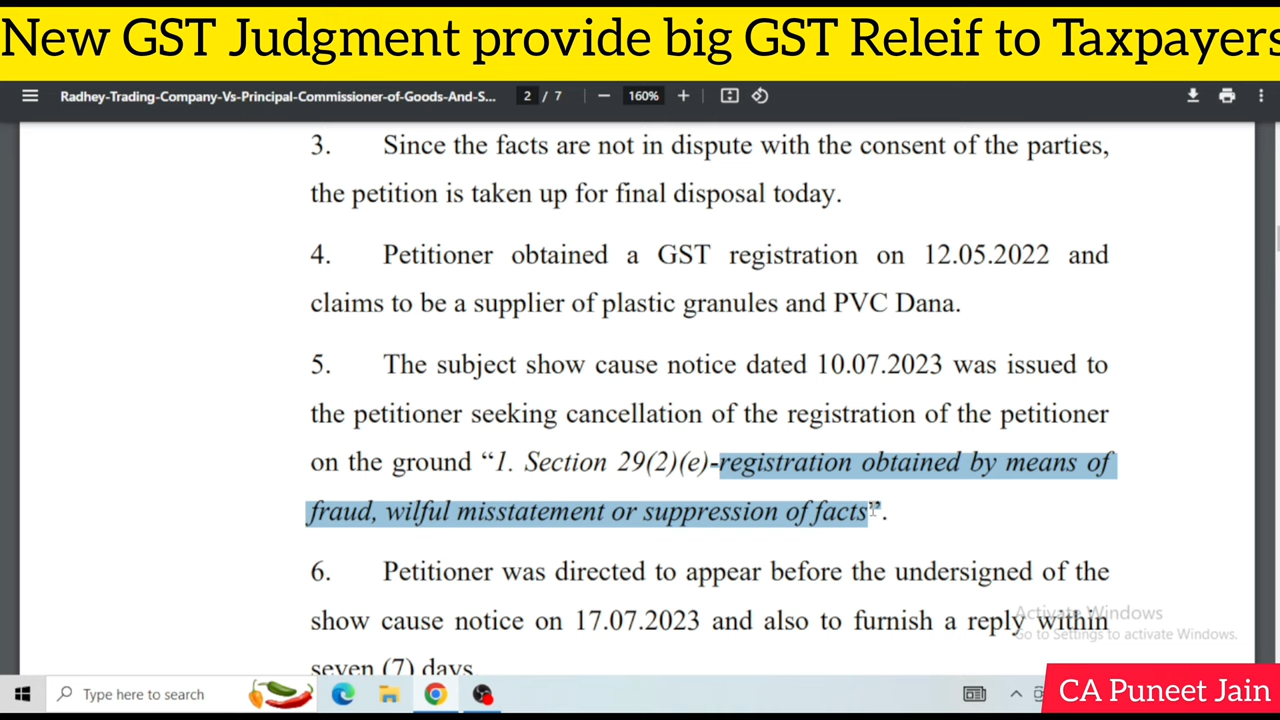 New GST Judgment provide big GST Releif to Taxpayers
Radhey-Trading-Company-Vs-Principal-Commissioner-of-Goods-And-S... 2 / 7 — 160% +
3. Since the facts are not in dispute with the consent of the parties,
the petition is taken up for final disposal today.
4. Petitioner obtained a GST registration on 12.05.2022 and
claims to be a supplier of plastic granules and PVC Dana.
5. The subject show cause notice dated 10.07.2023 was issued to
the petitioner seeking cancellation of the registration of the petitioner
on the ground “1. Section 29(2)(e)-registration obtained by means of
fraud, wilful misstatement or suppression of facts”.
6. Petitioner was directed to appear before the undersigned of the
show cause notice on 17.07.2023 and also to furnish a reply within
seven (7) days
Activate Windows
Go to Settings to activate Windows.
Type here to search
CA Puneet Jain